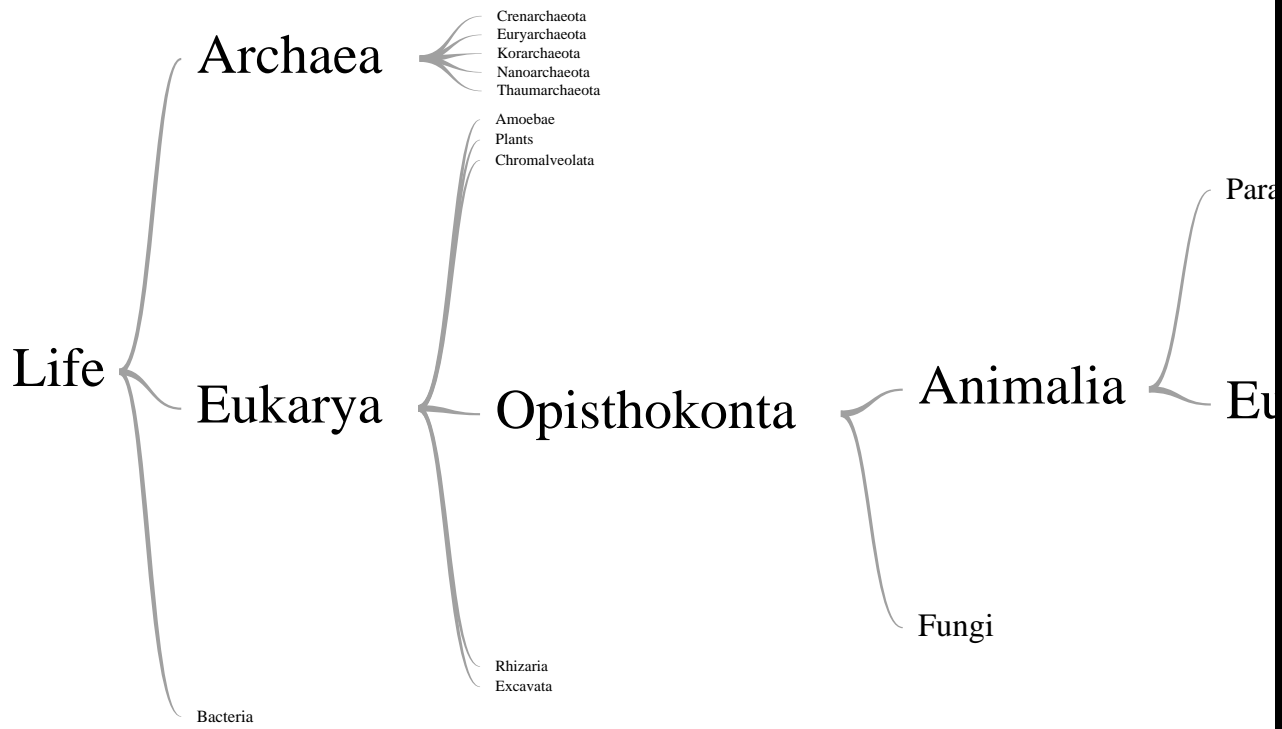 Crenarchaeota
Euryarchaeota
Archaea
Korarchaeota
Nanoarchaeota
Thaumarchaeota
Amoebae
Plants
Chromalveolata
Life
Eukarya
Opisthokonta
Animalia
Fungi
Rhizaria
Excavata
Bacteria